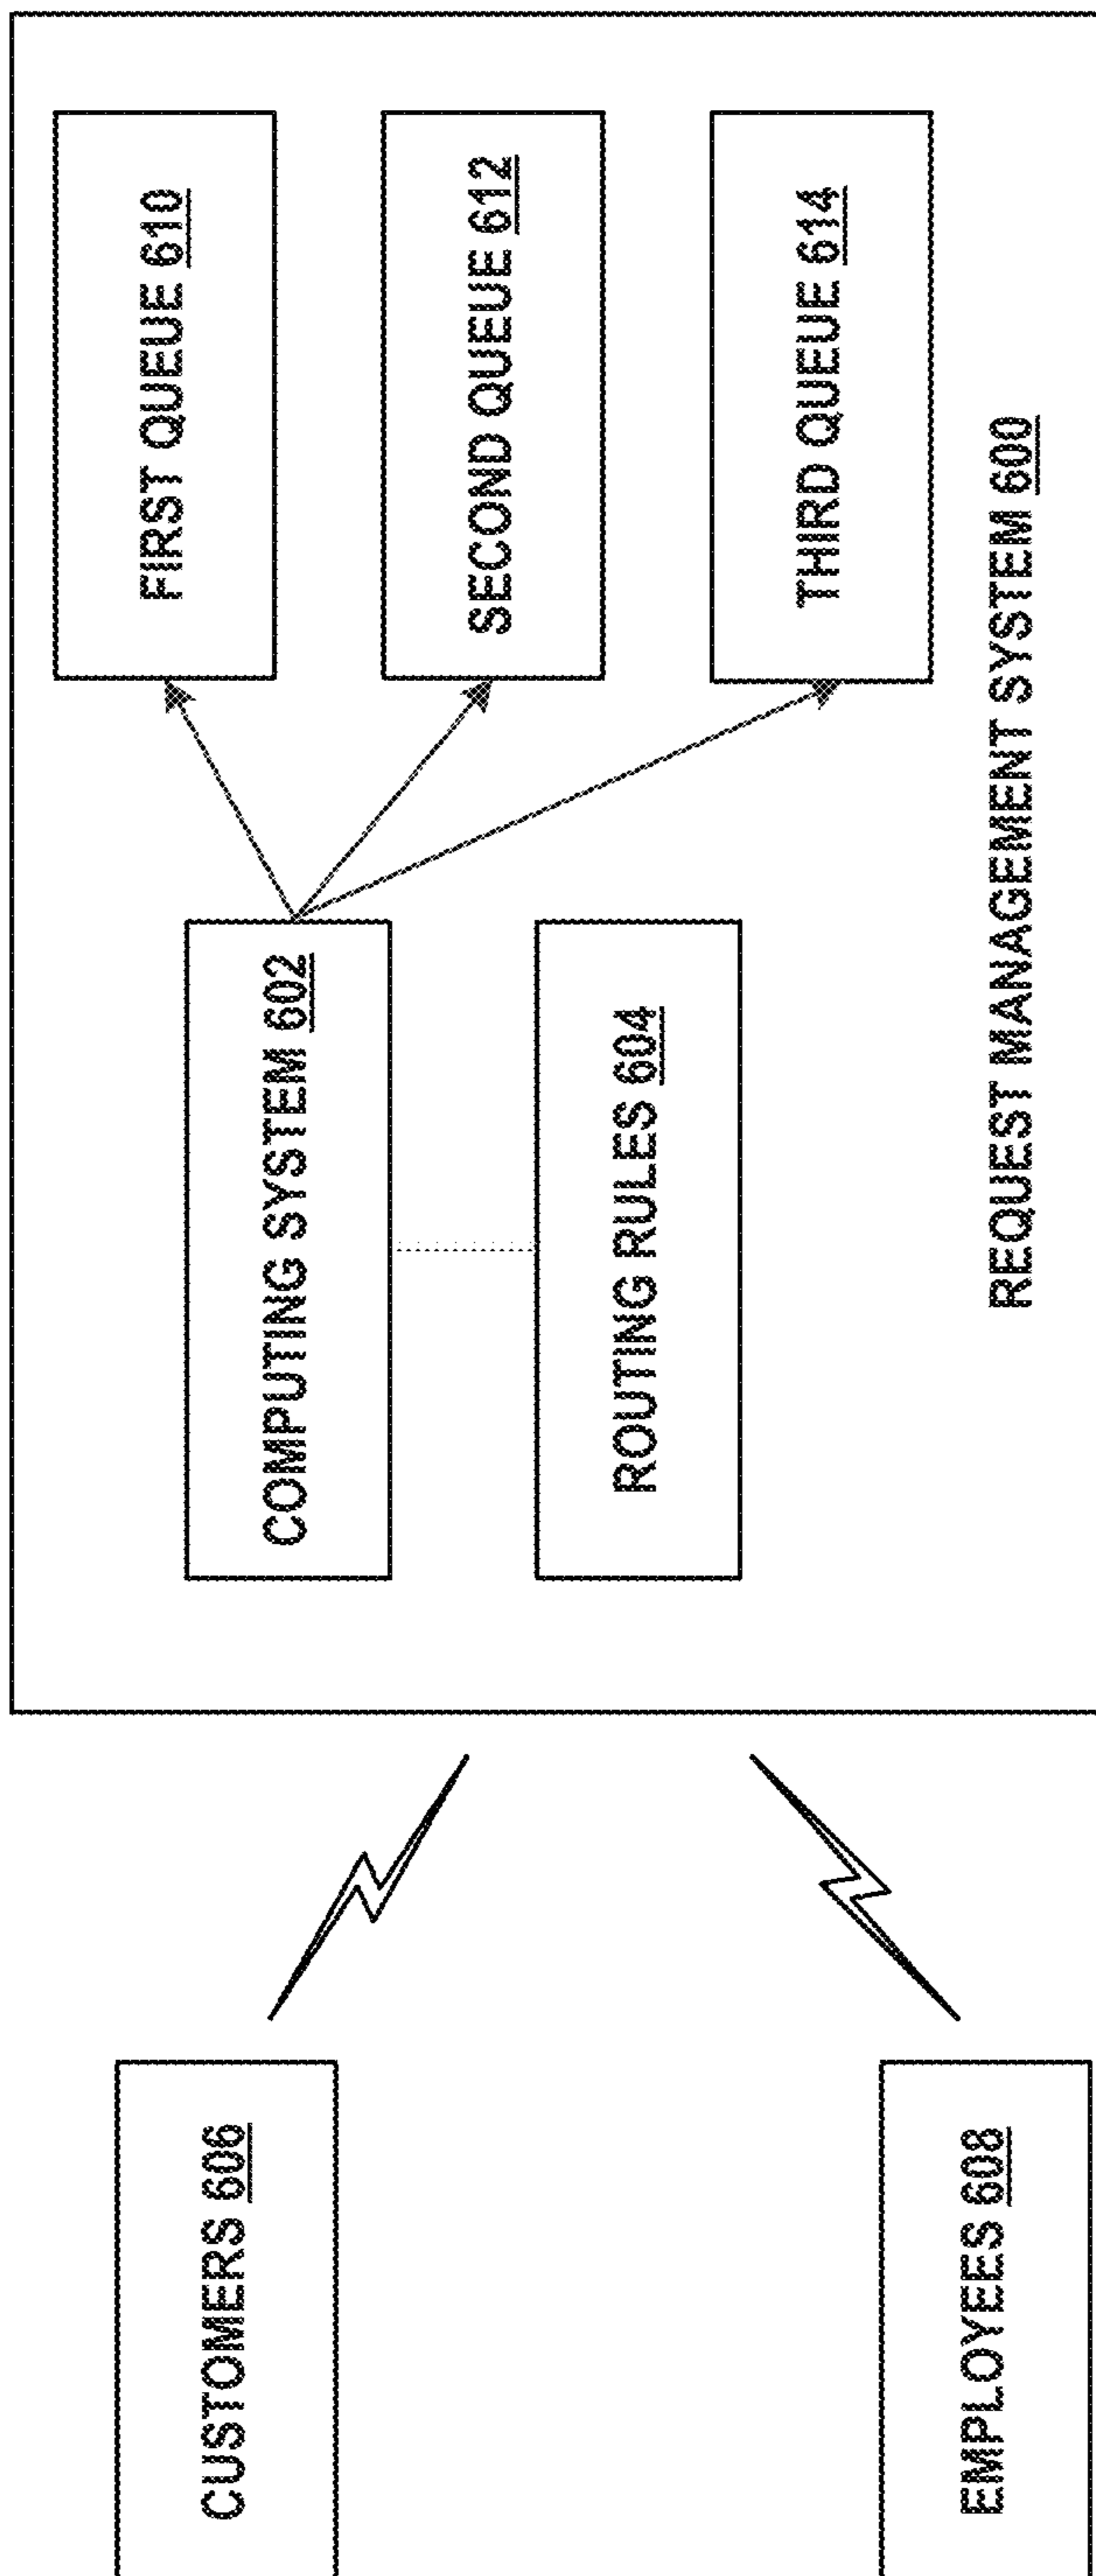 CUSTOMERS 606
EMPLOYEES 608
COMPUTING SYSTEM 602
ROUTING RULES 604
FIRST QUEUE 610
SECOND QUEUE 612
THIRD QUEUE 614
REQUEST MANAGEMENT SYSTEM 600